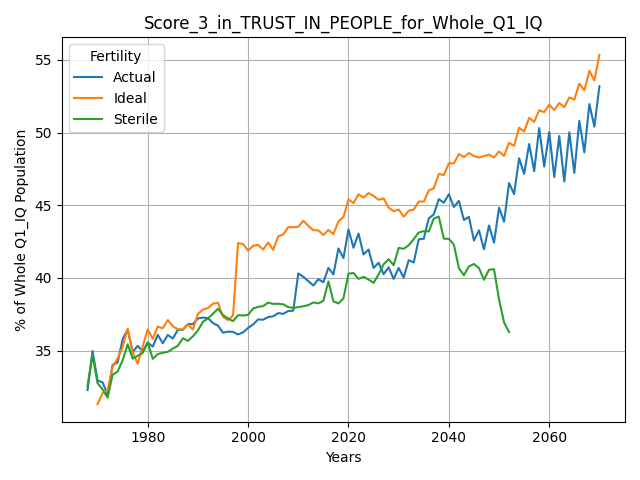 Score_3_in_TRUST_IN_PEOPLE_for_Whole_Q1_IQ
Fertility
Actual
Ideal
Sterile
% of Whole Q1_IQ Population
55
50
45
40
35
1980
2000
2020
2040
2060
Years